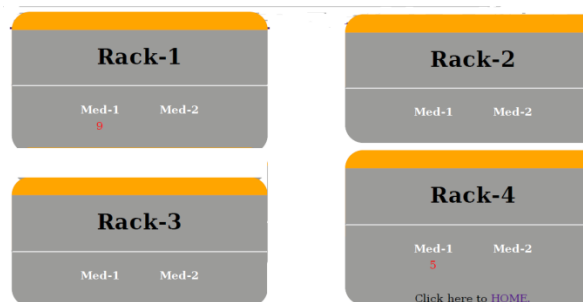 Rack-1
Med-1 Med-2
9
Rack-2
Med-1 Med-2
Rack-3
Med-1 Med-2
Rack-4
Med-1 Med-2
5
Click here to HOME.